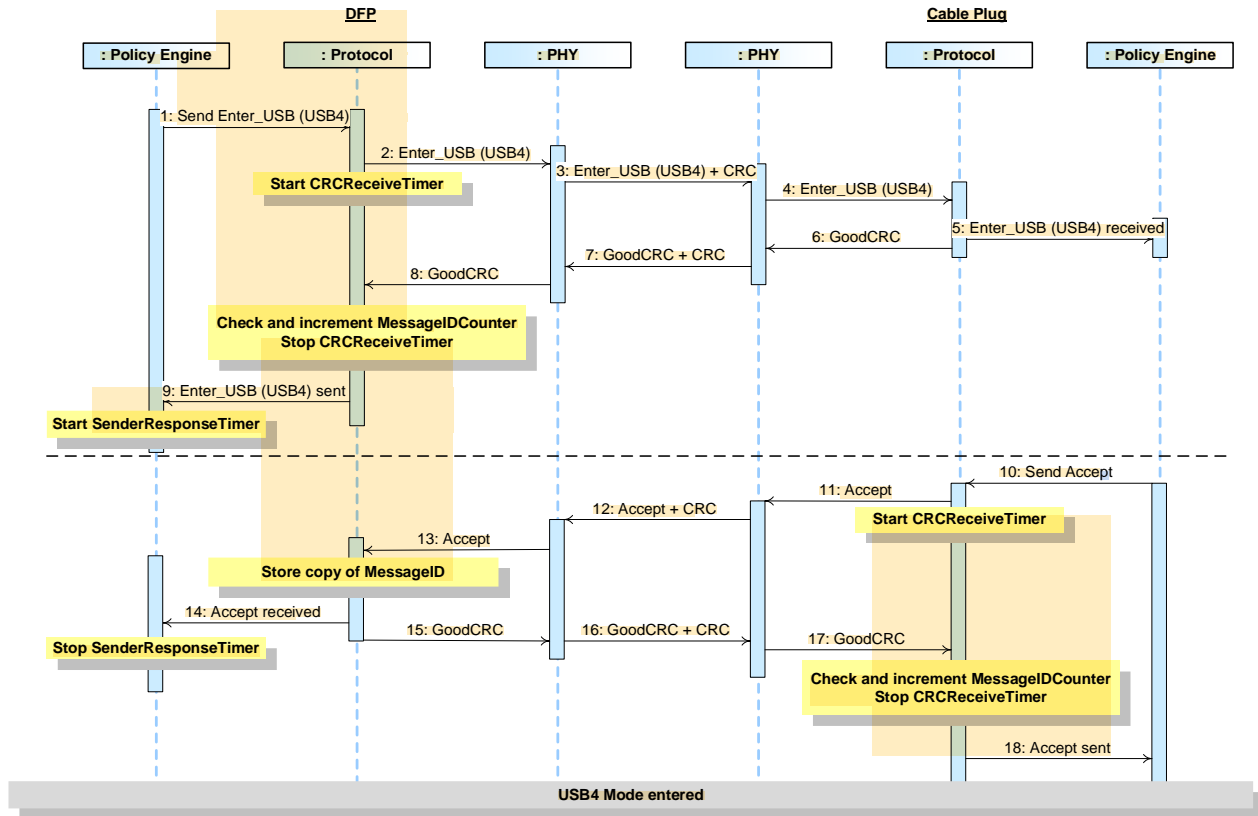 DFP
Cable Plug
: Policy Engine
: Protocol
: PHY
: PHY
: Protocol
: Policy Engine
1: Send Enter_USB (USB4)
2: Enter_USB (USB4)
Start CRCReceiveTimer
3: Enter_USB (USB4) + CRC
4: Enter_USB (USB4)
5: Enter_USB (USB4) received
6: GoodCRC
7: GoodCRC + CRC
8: GoodCRC
Check and increment MessageIDCounter
Stop CRCReceiveTimer
9: Enter_USB (USB4) sent
Start SenderResponseTimer
10: Send Accept
11: Accept
Start CRCReceiveTimer
12: Accept + CRC
13: Accept
Store copy of MessageID
14: Accept received
15: GoodCRC
16: GoodCRC + CRC
17: GoodCRC
Stop SenderResponseTimer
Check and increment MessageIDCounter
Stop CRCReceiveTimer
18: Accept sent
USB4 Mode entered